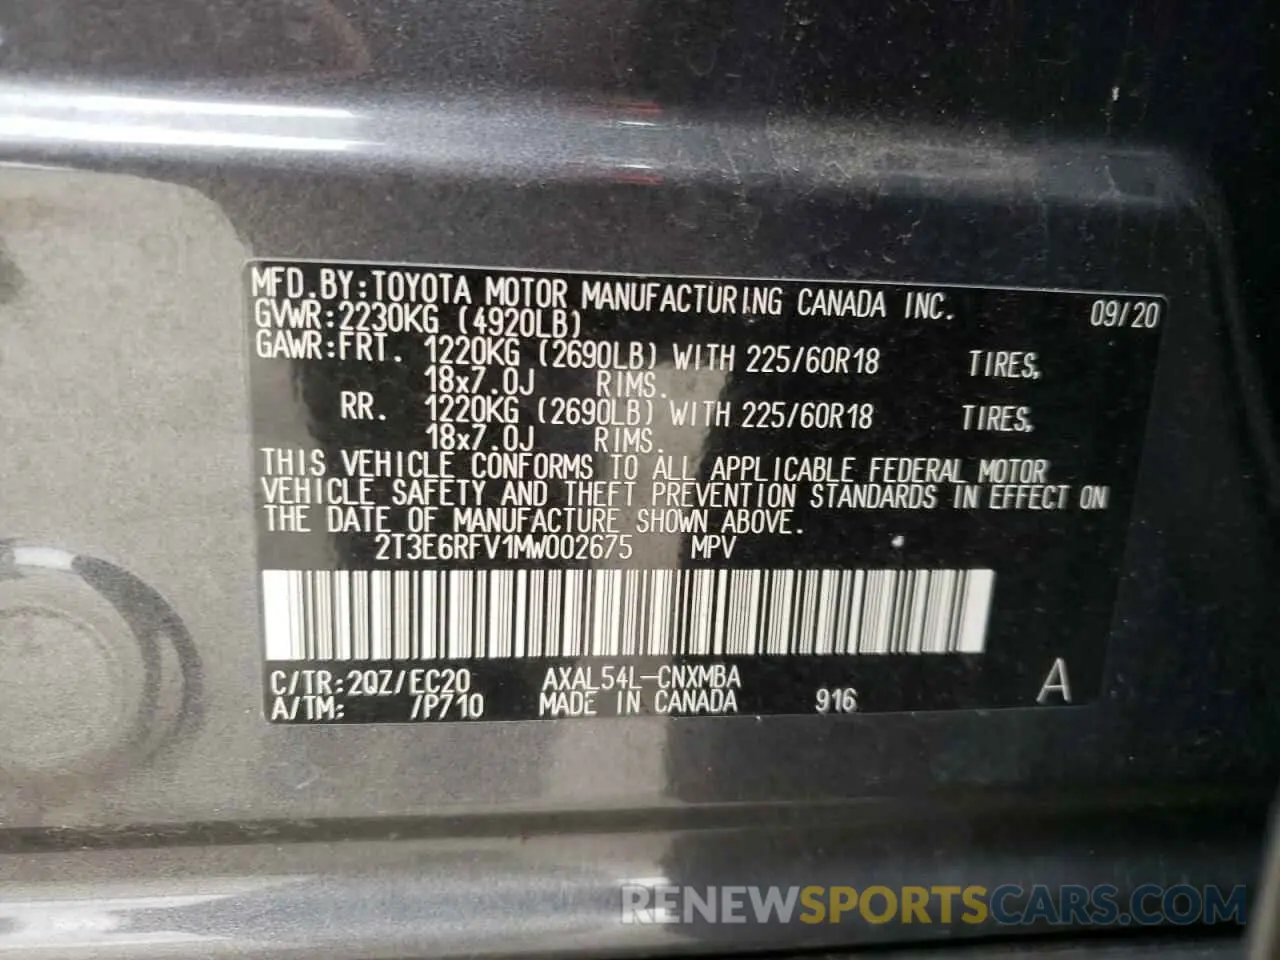 MFD.BY:TOYOTA MOTOR MANUFACTURING CANADA INC. 09/20
GVWR:2230KG (4920LB)
GAWR:FRT. 1220KG (2690LB) WITH 225/60R18 TIRES,
18x7.0J RIMS.
RR. 1220KG (2690LB) WITH 225/60R18 TIRES,
18x7.0J RIMS.
THIS VEHICLE CONFORMS TO ALL APPLICABLE FEDERAL MOTOR
VEHICLE SAFETY AND THEFT PREVENTION STANDARDS IN EFFECT ON
THE DATE OF MANUFACTURE SHOWN ABOVE.
2T3E6RFV1MW002675 MPV
C/TR:2QZ/EC20 AXAL54L-CNXMBA
A/TM: /P710 MADE IN CANADA 916 A
RENEWSPORTSCARS.COM